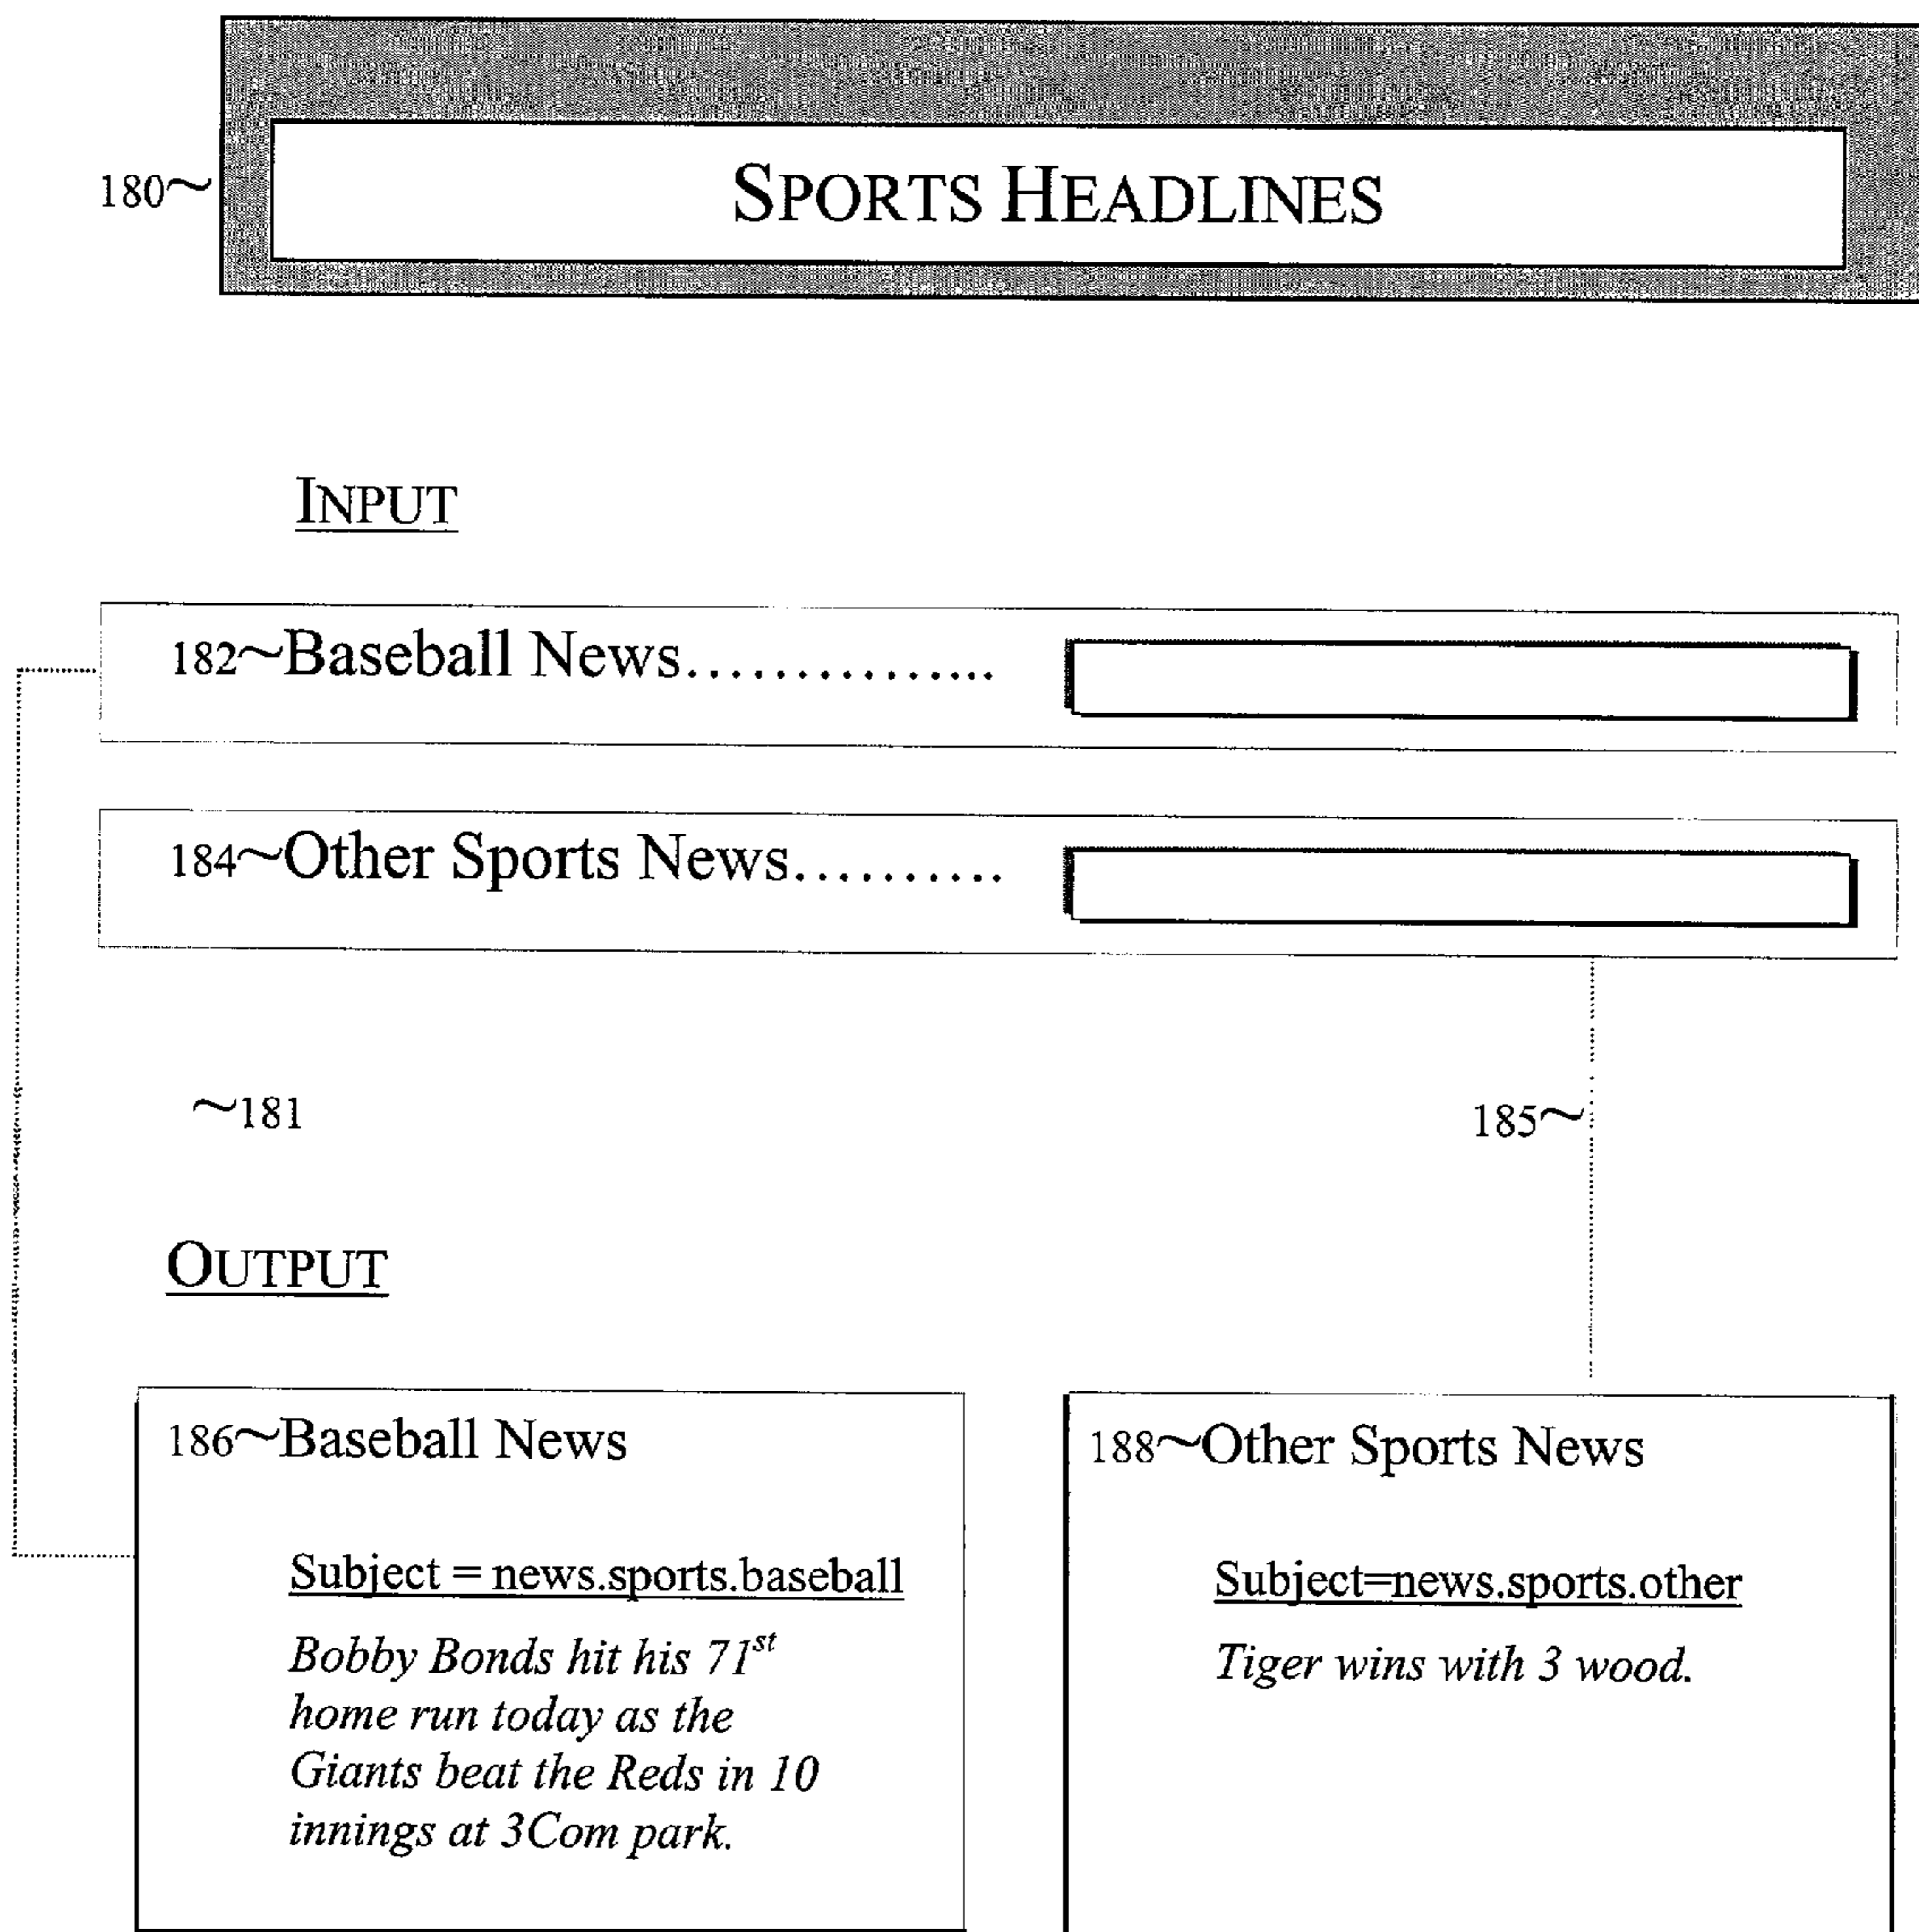 180~ SPORTS HEADLINES
INPUT
182~Baseball News...............
184~Other Sports News..........
~181
185~
OUTPUT
186~Baseball News
Subject = news.sports.baseball
Bobby Bonds hit his 71st
home run today as the
Giants beat the Reds in 10
innings at 3Com park.
188~Other Sports News
Subject=news.sports.other
Tiger wins with 3 wood.